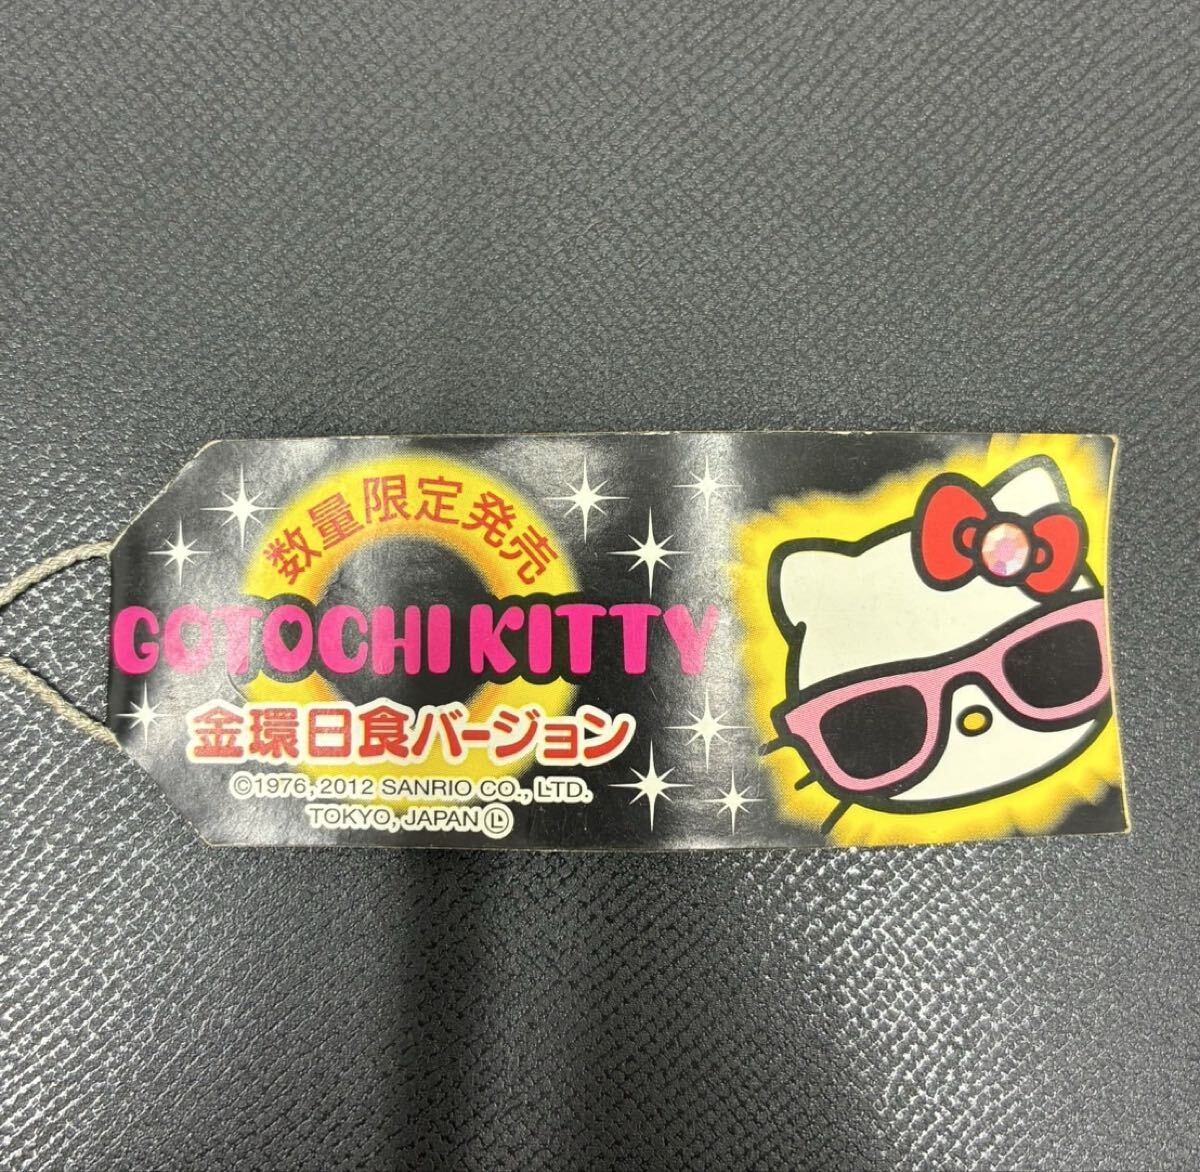 数量限定発売
GOTOCHI KITTY
金環日食バージョン
©1976, 2012 SANRIO CO., LTD.
TOKYO, JAPAN Ⓛ